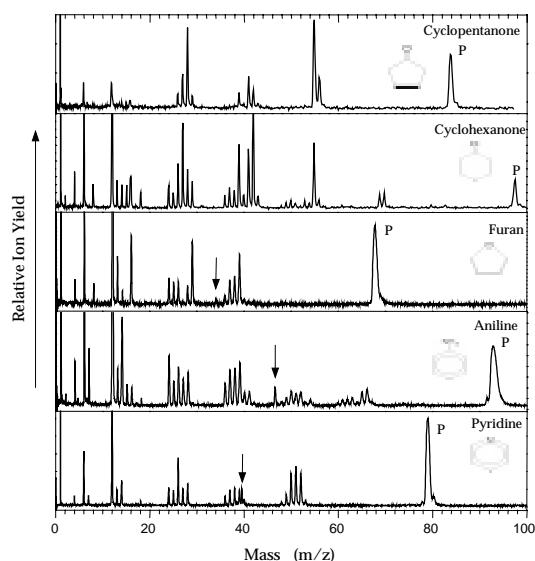 Cyclopentanone
P
Cyclohexanone
P
Furan
P
Aniline
P
Pyridine
P
Relative Ion Yield
0 20 40 60 80 100
Mass (m/z)